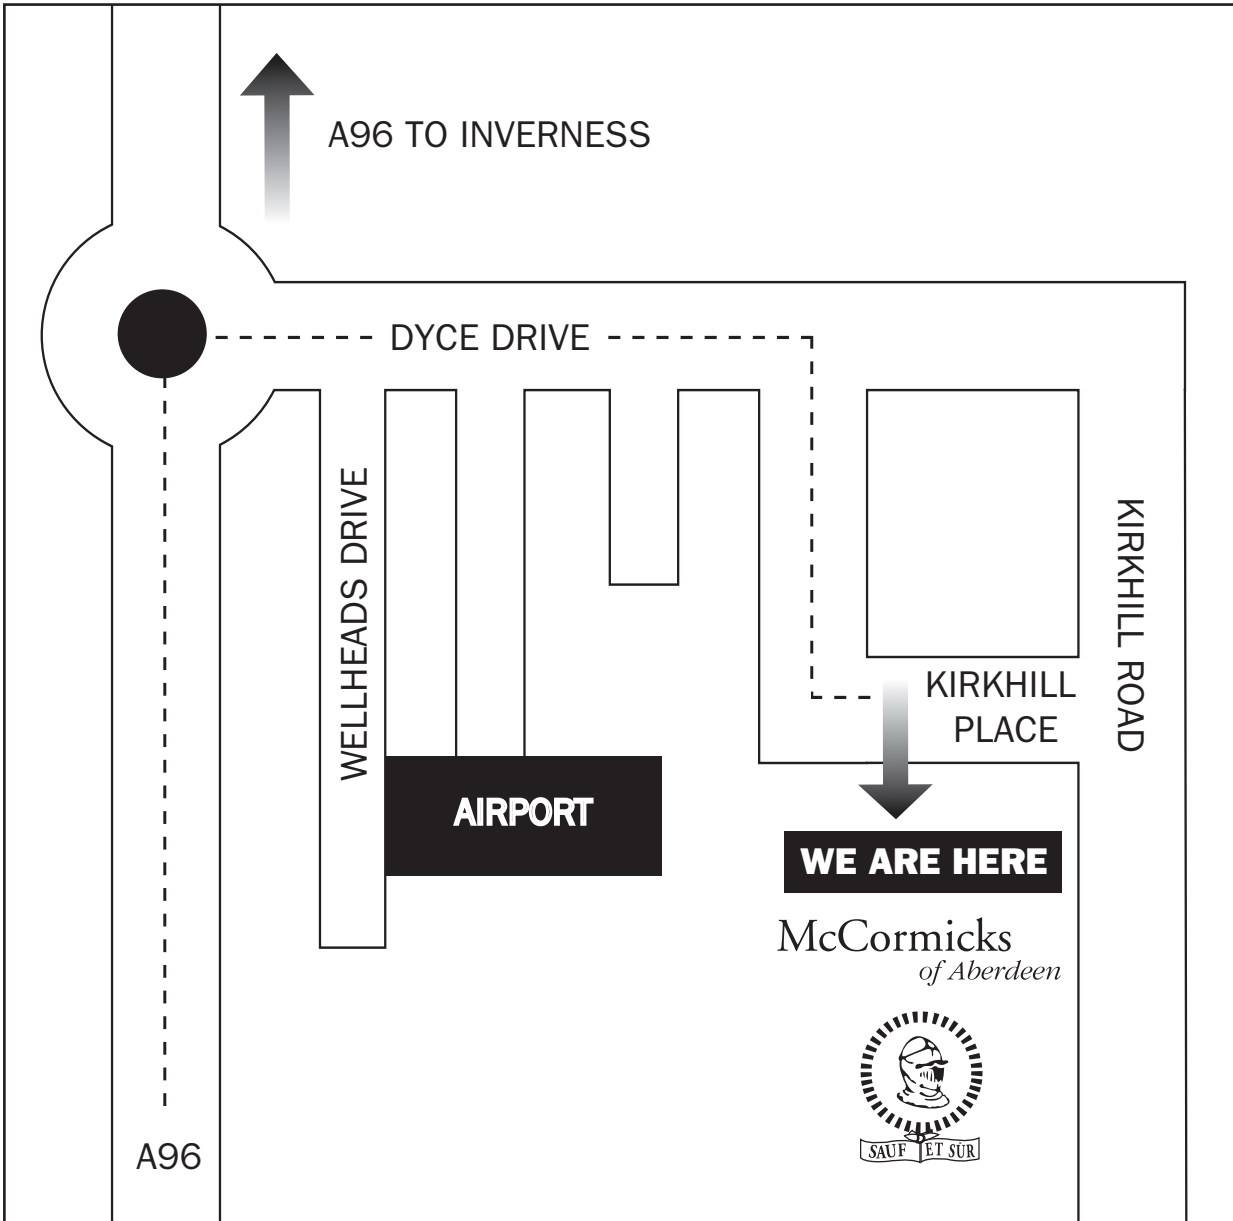 A96 TO INVERNESS
DYCE DRIVE
WELLHEADS DRIVE
KIRKHILL ROAD
KIRKHILL
PLACE
AIRPORT
WE ARE HERE
McCormicks
of Aberdeen
SAUF ET SÛR
A96